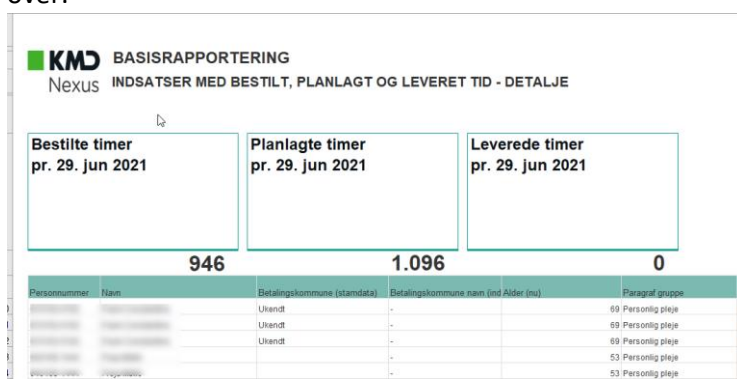 over.
KMD BASISRAPPORTERING
Nexus INDSATSER MED BESTILT, PLANLAGT OG LEVERET TID - DETALJE
Bestilte timer Planlagte timer Leverede timer
pr. 29. jun 2021 pr. 29. jun 2021 pr. 29. jun 2021
946 1.096 0
Personnummer Navn Betalingskommune (stamdata) Betalingskommune navn (ind Alder (nu) Paragraf gruppe
Ukendt - 69 Personlig pleje
Ukendt - 69 Personlig pleje
Ukendt - 69 Personlig pleje
- 53 Personlig pleje
- 53 Personlig pleje